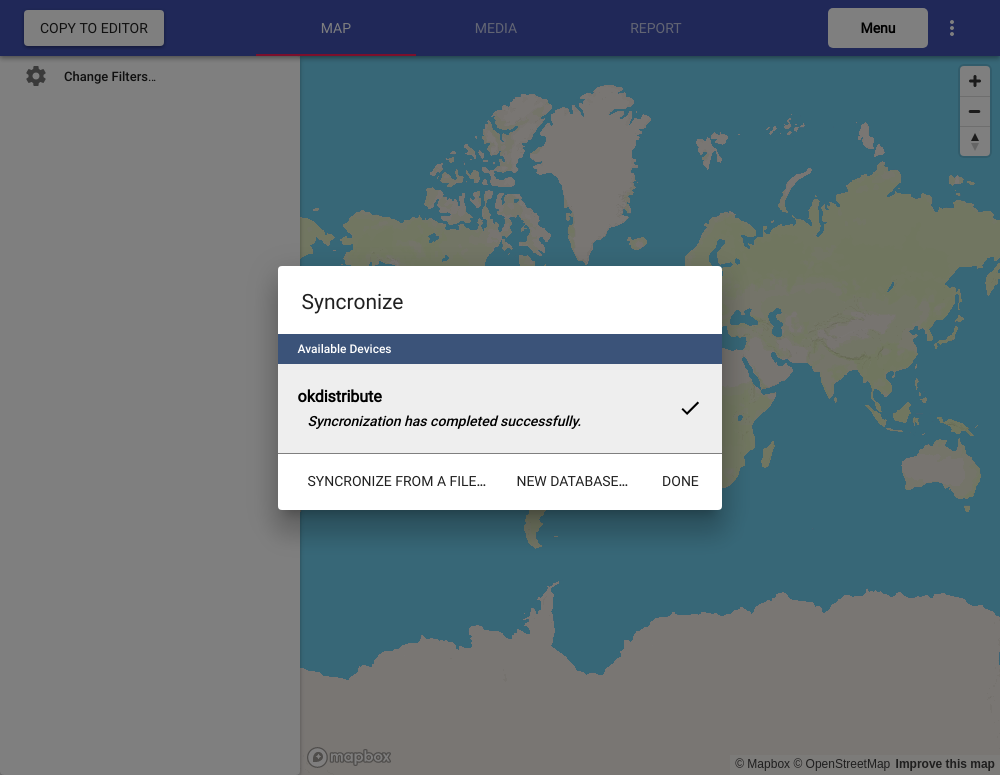 COPY TO EDITOR
MAP
MEDIA
REPORT
Menu
Change Filters...
Syncronize
Available Devices
okdistribute
Syncronization has completed successfully.
SYNCRONIZE FROM A FILE...
NEW DATABASE...
DONE
mapbox
© Mapbox © OpenStreetMap Improve this map